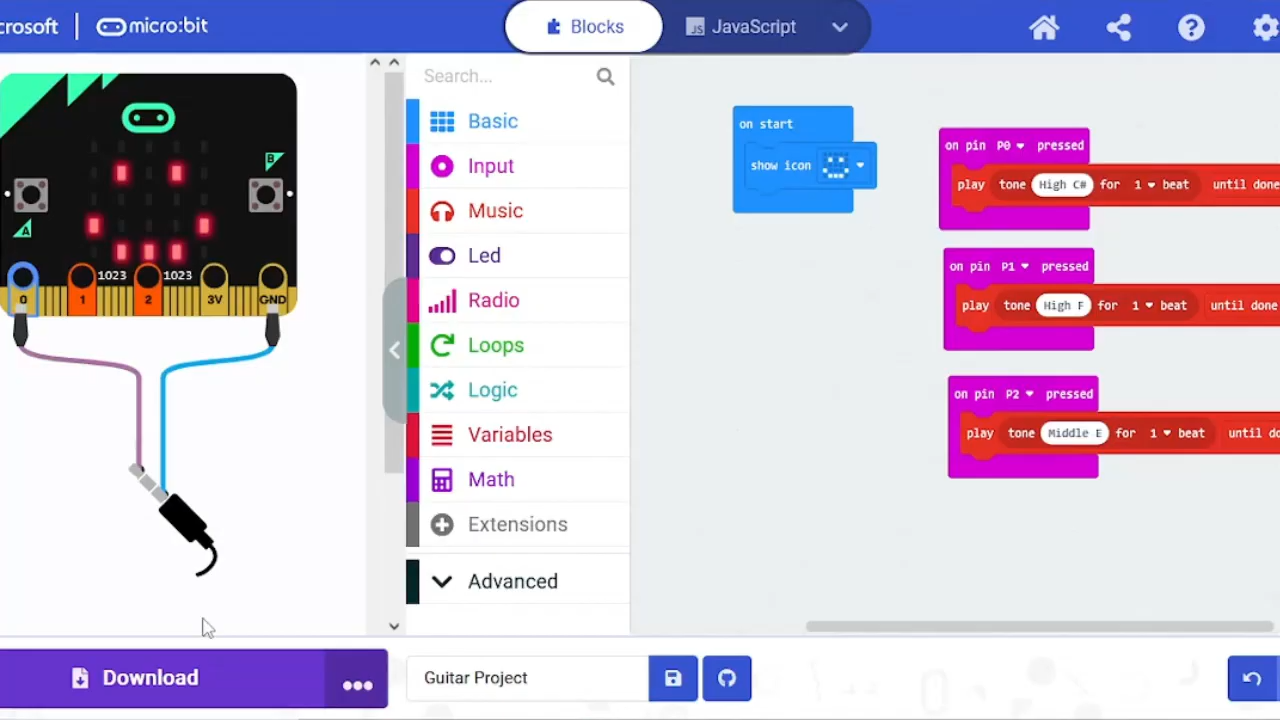 crosoft | micro:bit
Blocks
JS JavaScript
B
A
1023 1023
0 1 2 3V GND
Search...
Basic
Input
Music
Led
Radio
Loops
Logic
Variables
Math
Extensions
Advanced
on start
show icon
on pin P0 pressed
play tone High C# for 1 beat until done
on pin P1 pressed
play tone High F for 1 beat until done
on pin P2 pressed
play tone Middle E for 1 beat until do
Download
Guitar Project